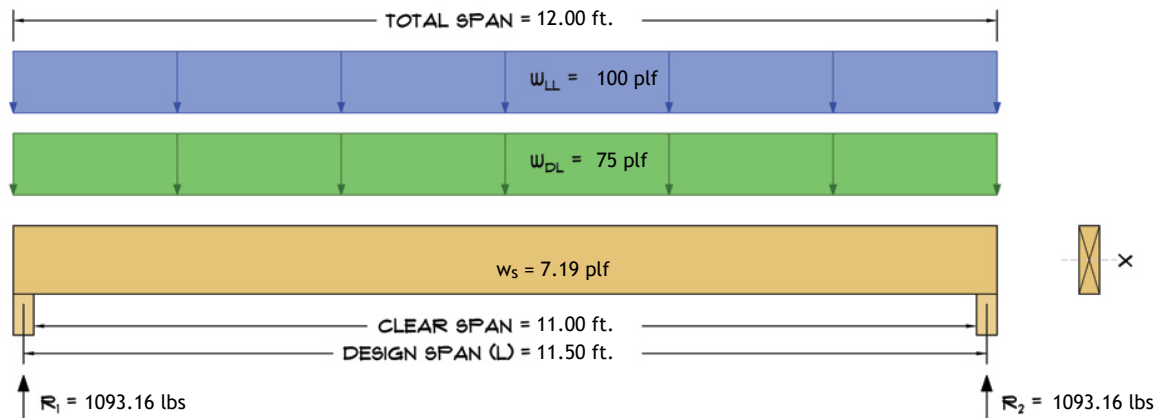 TOTAL SPAN = 12.00 ft.
wLL = 100 plf
wDL = 75 plf
ws = 7.19 plf
X
CLEAR SPAN = 11.00 ft.
DESIGN SPAN (L) = 11.50 ft.
R1 = 1093.16 lbs
R2 = 1093.16 lbs